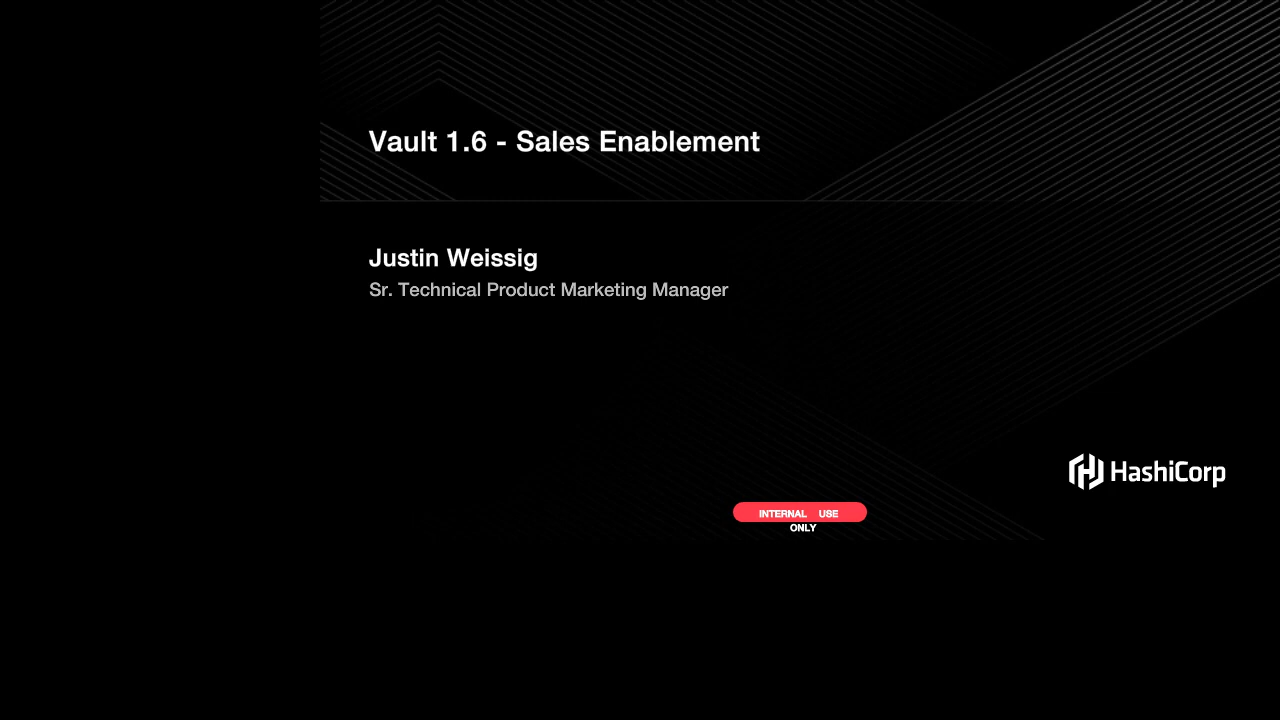 Vault 1.6 - Sales Enablement
Justin Weissig
Sr. Technical Product Marketing Manager
HashiCorp
INTERNAL USE
ONLY